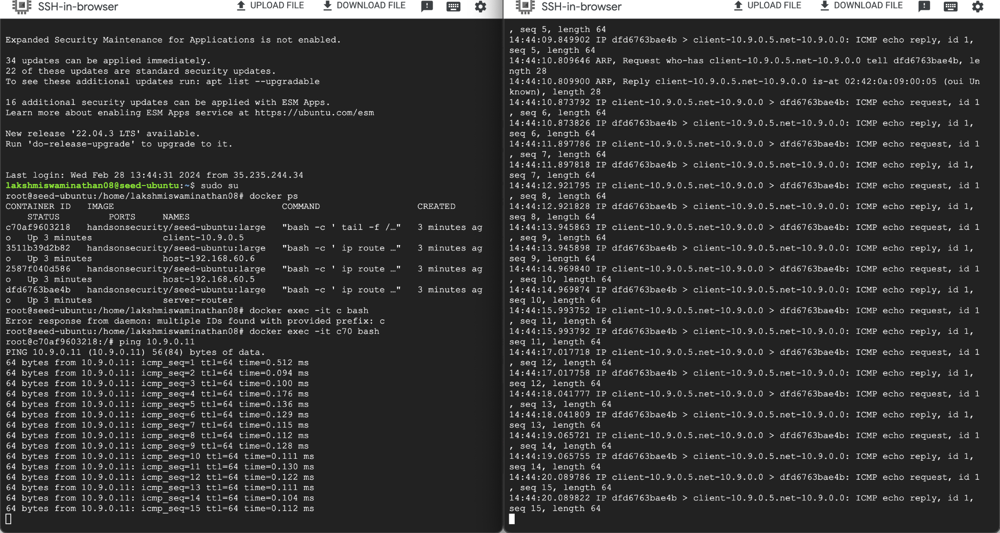 SSH-in-browser
UPLOAD FILE
DOWNLOAD FILE
Expanded Security Maintenance for Applications is not enabled.
34 updates can be applied immediately.
22 of these updates are standard security updates.
To see these additional updates run: apt list --upgradable
16 additional security updates can be applied with ESM Apps.
Learn more about enabling ESM Apps service at https://ubuntu.com/esm
New release '22.04.3 LTS' available.
Run 'do-release-upgrade' to upgrade to it.
Last login: Wed Feb 28 13:44:31 2024 from 35.235.244.34
lakshmiswaminathan08@seed-ubuntu:~$ sudo su
root@seed-ubuntu:/home/lakshmiswaminathan08# docker ps
CONTAINER ID   IMAGE                               COMMAND                  CREATED
    STATUS         PORTS     NAMES
c70af9603218   handsonsecurity/seed-ubuntu:large   "bash -c ' tail -f /…"   3 minutes ag
o   Up 3 minutes             client-10.9.0.5
3511b39d2b82   handsonsecurity/seed-ubuntu:large   "bash -c ' ip route …"   3 minutes ag
o   Up 3 minutes             host-192.168.60.6
2587f040d586   handsonsecurity/seed-ubuntu:large   "bash -c ' ip route …"   3 minutes ag
o   Up 3 minutes             host-192.168.60.5
dfd6763bae4b   handsonsecurity/seed-ubuntu:large   "bash -c ' ip route …"   3 minutes ag
o   Up 3 minutes             server-router
root@seed-ubuntu:/home/lakshmiswaminathan08# docker exec -it c bash
Error response from daemon: multiple IDs found with provided prefix: c
root@seed-ubuntu:/home/lakshmiswaminathan08# docker exec -it c70 bash
root@c70af9603218:/# ping 10.9.0.11
PING 10.9.0.11 (10.9.0.11) 56(84) bytes of data.
64 bytes from 10.9.0.11: icmp_seq=1 ttl=64 time=0.512 ms
64 bytes from 10.9.0.11: icmp_seq=2 ttl=64 time=0.094 ms
64 bytes from 10.9.0.11: icmp_seq=3 ttl=64 time=0.100 ms
64 bytes from 10.9.0.11: icmp_seq=4 ttl=64 time=0.176 ms
64 bytes from 10.9.0.11: icmp_seq=5 ttl=64 time=0.136 ms
64 bytes from 10.9.0.11: icmp_seq=6 ttl=64 time=0.129 ms
64 bytes from 10.9.0.11: icmp_seq=7 ttl=64 time=0.115 ms
64 bytes from 10.9.0.11: icmp_seq=8 ttl=64 time=0.112 ms
64 bytes from 10.9.0.11: icmp_seq=9 ttl=64 time=0.128 ms
64 bytes from 10.9.0.11: icmp_seq=10 ttl=64 time=0.111 ms
64 bytes from 10.9.0.11: icmp_seq=11 ttl=64 time=0.130 ms
64 bytes from 10.9.0.11: icmp_seq=12 ttl=64 time=0.122 ms
64 bytes from 10.9.0.11: icmp_seq=13 ttl=64 time=0.111 ms
64 bytes from 10.9.0.11: icmp_seq=14 ttl=64 time=0.104 ms
64 bytes from 10.9.0.11: icmp_seq=15 ttl=64 time=0.112 ms
SSH-in-browser
UPLOAD FILE
DOWNLOAD FILE
, seq 5, length 64
14:44:09.849902 IP dfd6763bae4b > client-10.9.0.5.net-10.9.0.0: ICMP echo reply, id 1,
seq 5, length 64
14:44:10.809646 ARP, Request who-has client-10.9.0.5.net-10.9.0.0 tell dfd6763bae4b, le
ngth 28
14:44:10.809900 ARP, Reply client-10.9.0.5.net-10.9.0.0 is-at 02:42:0a:09:00:05 (oui Un
known), length 28
14:44:10.873792 IP client-10.9.0.5.net-10.9.0.0 > dfd6763bae4b: ICMP echo request, id 1
, seq 6, length 64
14:44:10.873826 IP dfd6763bae4b > client-10.9.0.5.net-10.9.0.0: ICMP echo reply, id 1,
seq 6, length 64
14:44:11.897786 IP client-10.9.0.5.net-10.9.0.0 > dfd6763bae4b: ICMP echo request, id 1
, seq 7, length 64
14:44:11.897818 IP dfd6763bae4b > client-10.9.0.5.net-10.9.0.0: ICMP echo reply, id 1,
seq 7, length 64
14:44:12.921795 IP client-10.9.0.5.net-10.9.0.0 > dfd6763bae4b: ICMP echo request, id 1
, seq 8, length 64
14:44:12.921828 IP dfd6763bae4b > client-10.9.0.5.net-10.9.0.0: ICMP echo reply, id 1,
seq 8, length 64
14:44:13.945863 IP client-10.9.0.5.net-10.9.0.0 > dfd6763bae4b: ICMP echo request, id 1
, seq 9, length 64
14:44:13.945898 IP dfd6763bae4b > client-10.9.0.5.net-10.9.0.0: ICMP echo reply, id 1,
seq 9, length 64
14:44:14.969840 IP client-10.9.0.5.net-10.9.0.0 > dfd6763bae4b: ICMP echo request, id 1
, seq 10, length 64
14:44:14.969874 IP dfd6763bae4b > client-10.9.0.5.net-10.9.0.0: ICMP echo reply, id 1,
seq 10, length 64
14:44:15.993752 IP client-10.9.0.5.net-10.9.0.0 > dfd6763bae4b: ICMP echo request, id 1
, seq 11, length 64
14:44:15.993792 IP dfd6763bae4b > client-10.9.0.5.net-10.9.0.0: ICMP echo reply, id 1,
seq 11, length 64
14:44:17.017718 IP client-10.9.0.5.net-10.9.0.0 > dfd6763bae4b: ICMP echo request, id 1
, seq 12, length 64
14:44:17.017758 IP dfd6763bae4b > client-10.9.0.5.net-10.9.0.0: ICMP echo reply, id 1,
seq 12, length 64
14:44:18.041777 IP client-10.9.0.5.net-10.9.0.0 > dfd6763bae4b: ICMP echo request, id 1
, seq 13, length 64
14:44:18.041809 IP dfd6763bae4b > client-10.9.0.5.net-10.9.0.0: ICMP echo reply, id 1,
seq 13, length 64
14:44:19.065721 IP client-10.9.0.5.net-10.9.0.0 > dfd6763bae4b: ICMP echo request, id 1
, seq 14, length 64
14:44:19.065755 IP dfd6763bae4b > client-10.9.0.5.net-10.9.0.0: ICMP echo reply, id 1,
seq 14, length 64
14:44:20.089786 IP client-10.9.0.5.net-10.9.0.0 > dfd6763bae4b: ICMP echo request, id 1
, seq 15, length 64
14:44:20.089822 IP dfd6763bae4b > client-10.9.0.5.net-10.9.0.0: ICMP echo reply, id 1,
seq 15, length 64